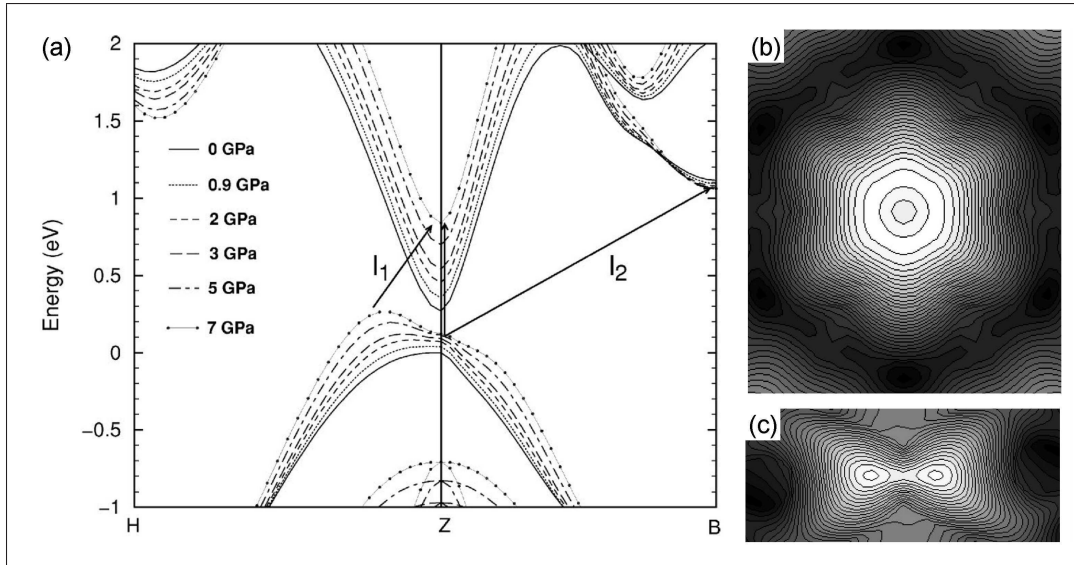 (a)
Energy (eV)
2
1.5
1
0.5
0
−0.5
−1
0 GPa
0.9 GPa
2 GPa
3 GPa
5 GPa
7 GPa
I1
I2
H
Z
B
(b)
(c)